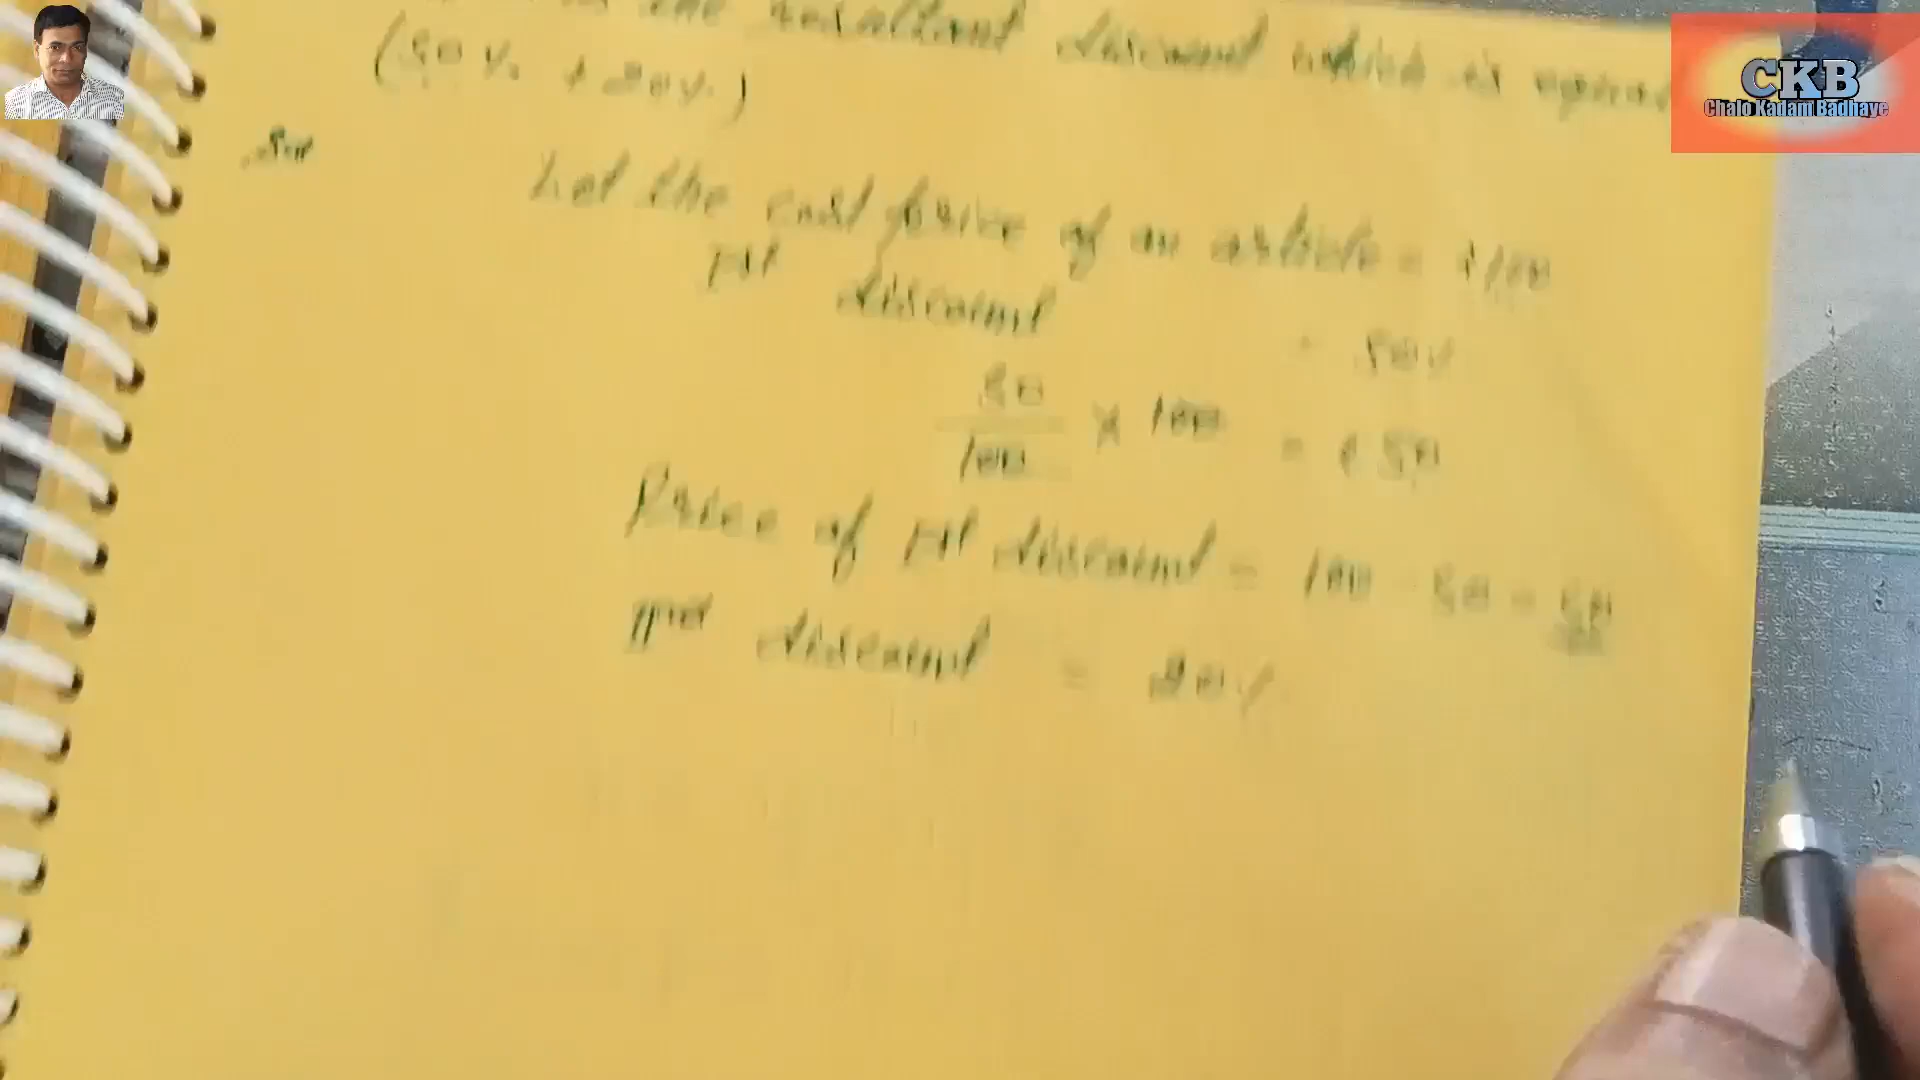 the resultant discount which is equal
(50% + 20%)
Sol
Let the cost price of an article = ₹100
Ist discount = 50%
50/100 × 100 = ₹50
Price of Ist discount = 100 - 50 = 50
IInd discount = 20%
CKB
Chalo Kadam Badhaye